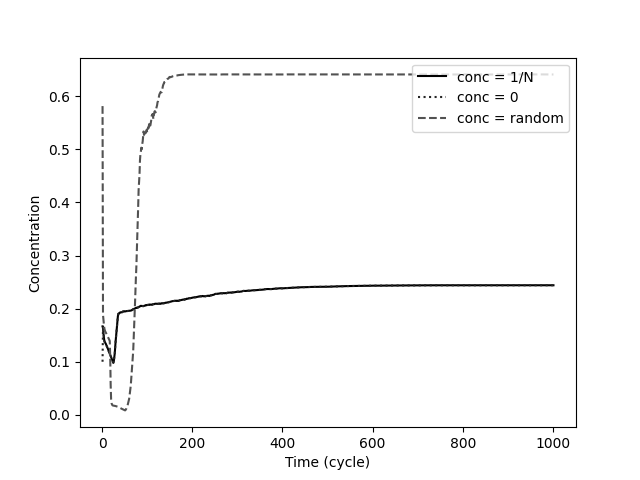 conc = 1/N
conc = 0
conc = random
0.6
0.5
0.4
0.3
0.2
0.1
0.0
Concentration
0
200
400
600
800
1000
Time (cycle)